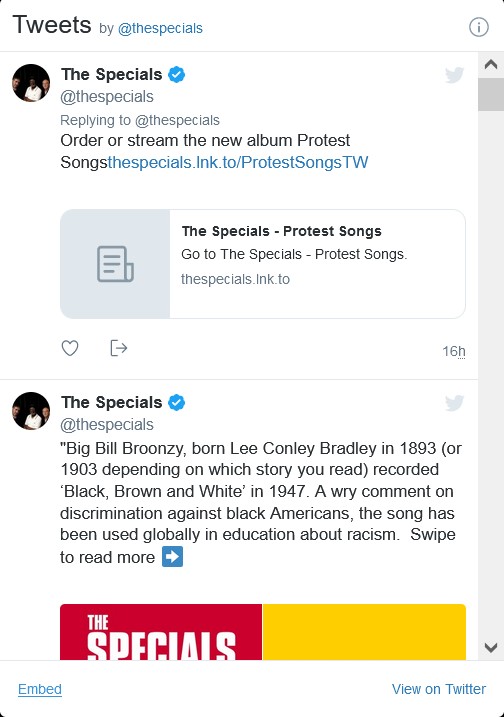 Tweets by @thespecials
The Specials
@thespecials
Replying to @thespecials
Order or stream the new album Protest
Songsthespecials.lnk.to/ProtestSongsTW
The Specials - Protest Songs
Go to The Specials - Protest Songs.
thespecials.lnk.to
16h
The Specials
@thespecials
"Big Bill Broonzy, born Lee Conley Bradley in 1893 (or
1903 depending on which story you read) recorded
‘Black, Brown and White’ in 1947. A wry comment on
discrimination against black Americans, the song has
been used globally in education about racism.  Swipe
to read more ➡
THE
SPECIALS
Embed
View on Twitter